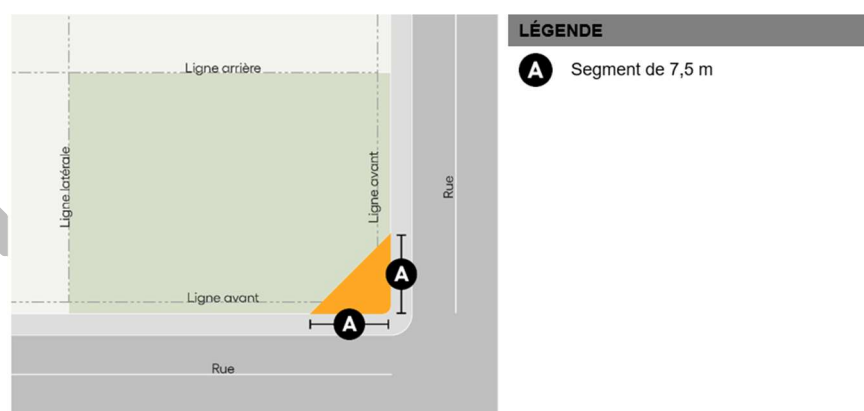 LÉGENDE
A Segment de 7,5 m
Ligne arrière
Ligne latérale
Ligne avant
Rue
A
Ligne avant
A
Rue